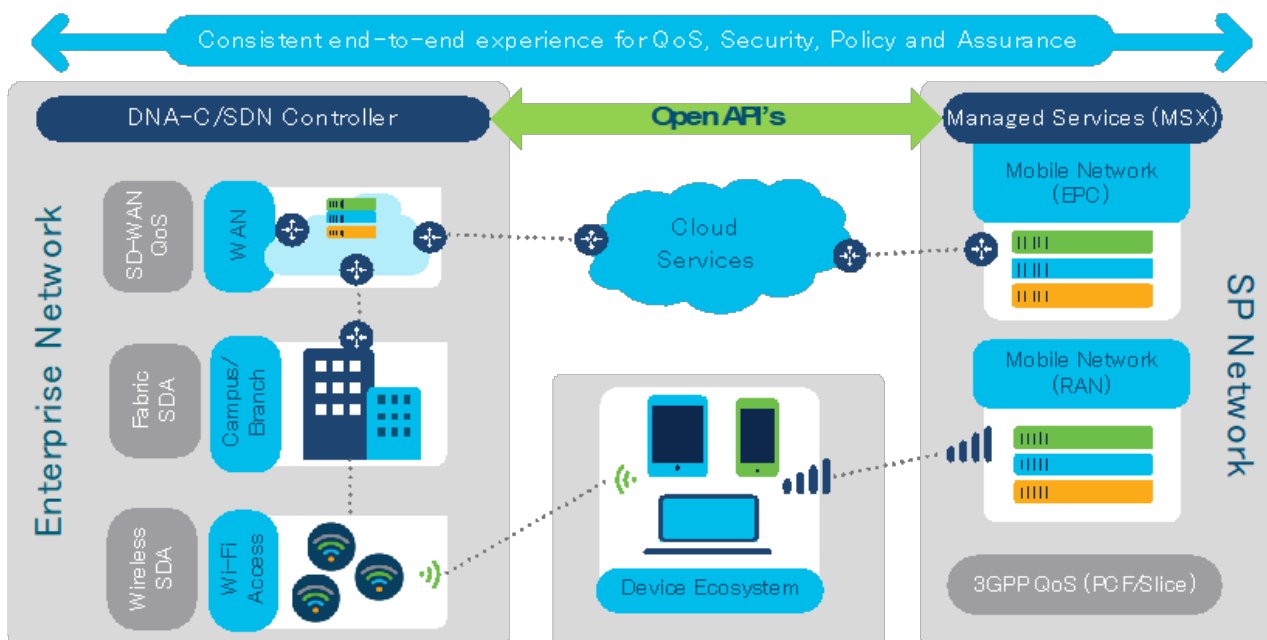 Consistent end-to-end experience for QoS, Security, Policy and Assurance
DNA-C/SDN Controller
Open API's
Managed Services (MSX)
Enterprise Network
SD-WAN
QoS
WAN
Cloud
Services
Mobile Network
(EPC)
SP Network
Fabric
SDA
Campus/
Branch
Mobile Network
(RAN)
Wireless
SDA
Wi-Fi
Access
Device Ecosystem
3GPP QoS (PCF/Slice)